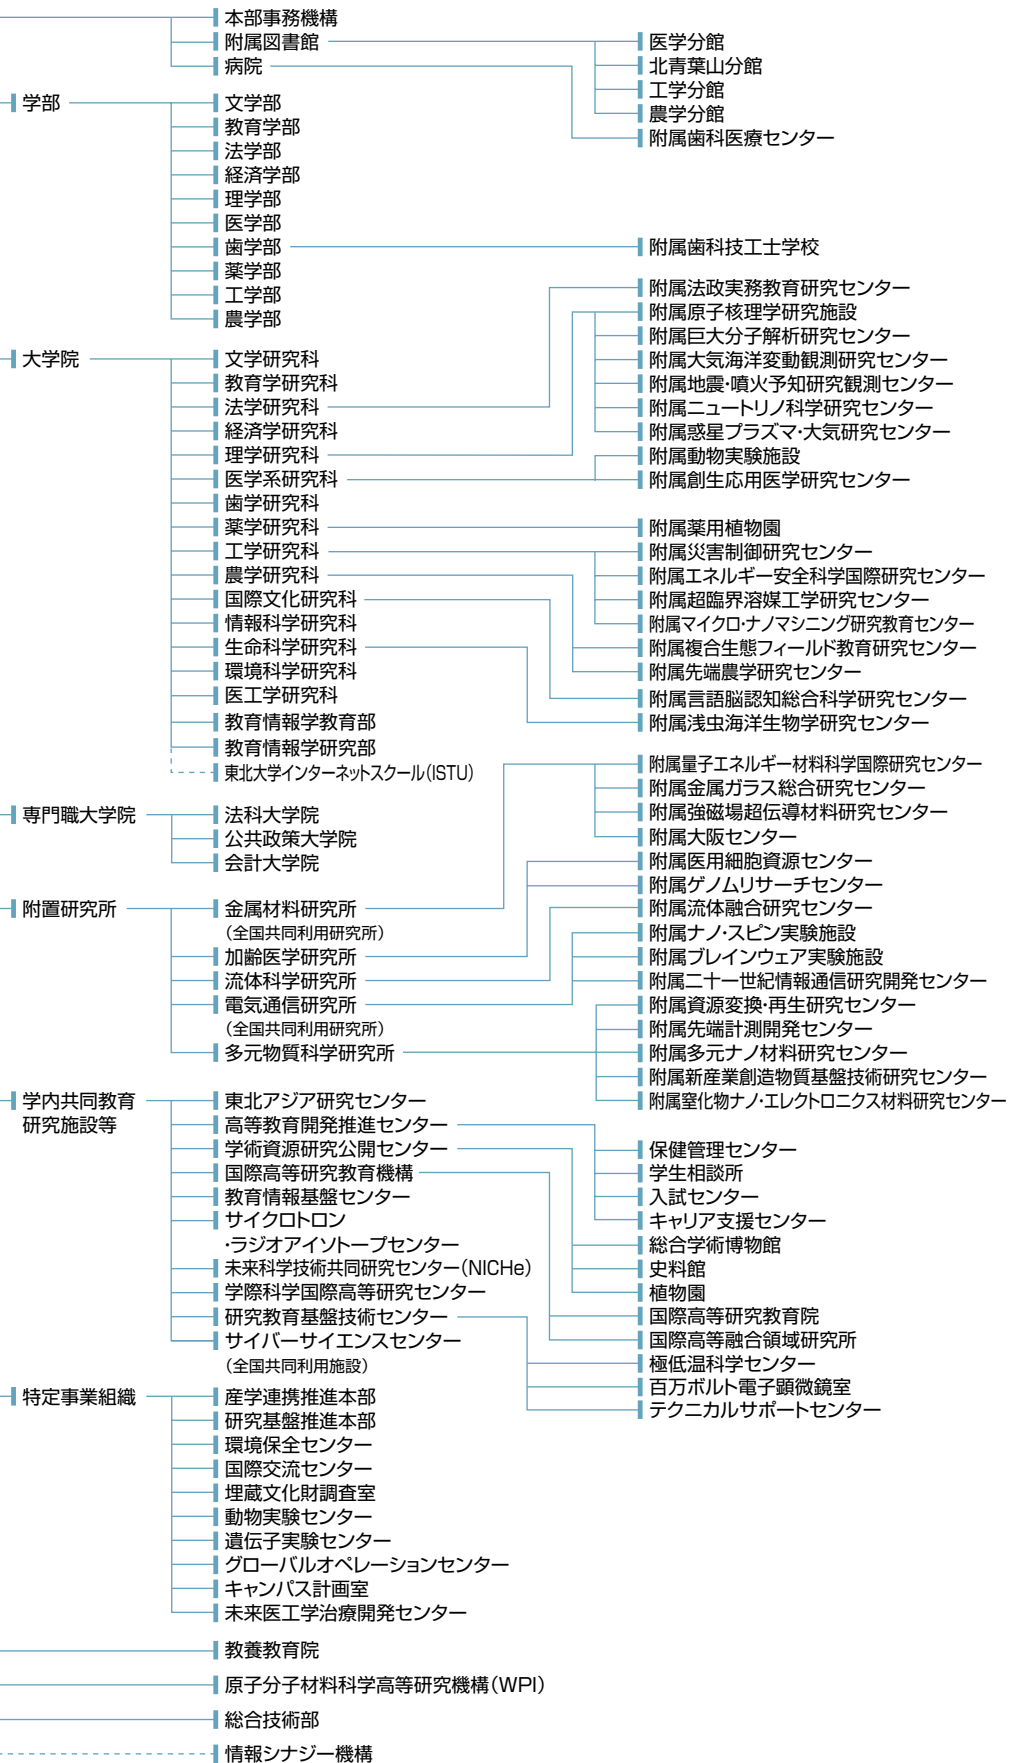 本部事務機構
附属図書館
医学分館
北青葉山分館
工学分館
農学分館
病院
附属歯科医療センター
学部
文学部
教育学部
法学部
経済学部
理学部
医学部
歯学部
附属歯科技工士学校
薬学部
工学部
農学部
大学院
文学研究科
教育学研究科
法学研究科
附属法政実務教育研究センター
経済学研究科
理学研究科
附属原子核理学研究施設
附属巨大分子解析研究センター
附属大気海洋変動観測研究センター
附属地震・噴火予知研究観測センター
附属ニュートリノ科学研究センター
附属惑星プラズマ・大気研究センター
医学系研究科
附属動物実験施設
附属創生応用医学研究センター
歯学研究科
薬学研究科
附属薬用植物園
工学研究科
附属災害制御研究センター
附属エネルギー安全科学国際研究センター
附属超臨界溶媒工学研究センター
附属マイクロ・ナノマシニング研究教育センター
農学研究科
附属複合生態フィールド教育研究センター
附属先端農学研究センター
国際文化研究科
附属言語脳認知総合科学研究センター
情報科学研究科
生命科学研究科
附属浅虫海洋生物学研究センター
環境科学研究科
医工学研究科
教育情報学教育部
教育情報学研究部
東北大学インターネットスクール(ISTU)
専門職大学院
法科大学院
公共政策大学院
会計大学院
附置研究所
金属材料研究所
(全国共同利用研究所)
附属量子エネルギー材料科学国際研究センター
附属金属ガラス総合研究センター
附属強磁場超伝導材料研究センター
附属大阪センター
加齢医学研究所
附属医用細胞資源センター
附属ゲノムリサーチセンター
流体科学研究所
附属流体融合研究センター
電気通信研究所
(全国共同利用研究所)
附属ナノ・スピン実験施設
附属ブレインウェア実験施設
附属二十一世紀情報通信研究開発センター
多元物質科学研究所
附属資源変換・再生研究センター
附属先端計測開発センター
附属多元ナノ材料研究センター
附属新産業創造物質基盤技術研究センター
附属窒化物ナノ・エレクトロニクス材料研究センター
学内共同教育
研究施設等
東北アジア研究センター
高等教育開発推進センター
保健管理センター
学生相談所
入試センター
キャリア支援センター
学術資源研究公開センター
総合学術博物館
史料館
植物園
国際高等研究教育機構
国際高等研究教育院
国際高等融合領域研究所
教育情報基盤センター
サイクロトロン
・ラジオアイソトープセンター
未来科学技術共同研究センター(NICHe)
学際科学国際高等研究センター
研究教育基盤技術センター
極低温科学センター
百万ボルト電子顕微鏡室
テクニカルサポートセンター
サイバーサイエンスセンター
(全国共同利用施設)
特定事業組織
産学連携推進本部
研究基盤推進本部
環境保全センター
国際交流センター
埋蔵文化財調査室
動物実験センター
遺伝子実験センター
グローバルオペレーションセンター
キャンパス計画室
未来医工学治療開発センター
教養教育院
原子分子材料科学高等研究機構(WPI)
総合技術部
情報シナジー機構